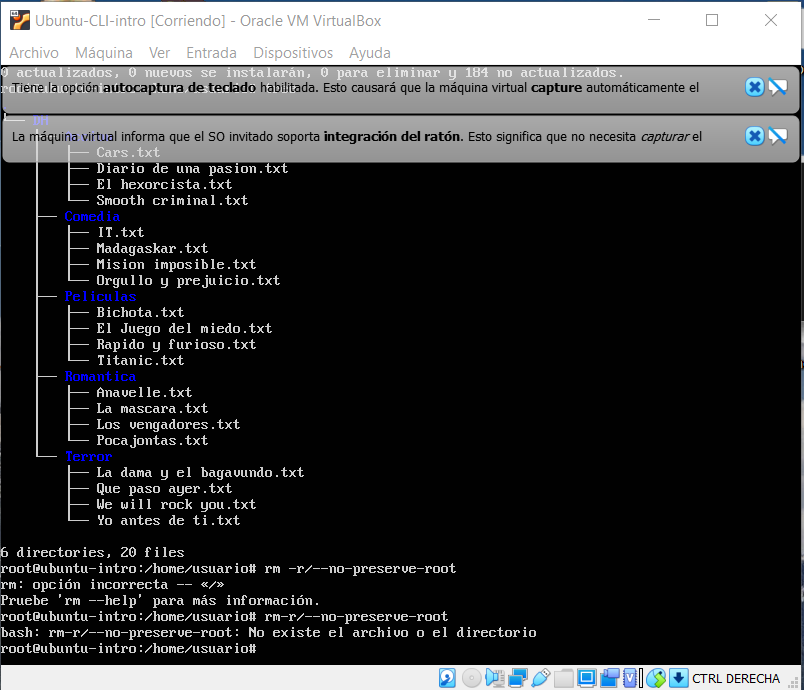 Ubuntu-CLI-intro [Corriendo] - Oracle VM VirtualBox
Archivo Máquina Ver Entrada Dispositivos Ayuda
0 actualizados, 0 nuevos se instalarán, 0 para eliminar y 184 no actualizados.
Tiene la opción autocaptura de teclado habilitada. Esto causará que la máquina virtual capture automáticamente el
La máquina virtual informa que el SO invitado soporta integración del ratón. Esto significa que no necesita capturar el
├── Cars.txt
├── Diario de una pasion.txt
├── El hexorcista.txt
└── Smooth criminal.txt
├── Comedia
├── IT.txt
├── Madagaskar.txt
├── Mision imposible.txt
└── Orgullo y prejuicio.txt
├── Peliculas
├── Bichota.txt
├── El Juego del miedo.txt
├── Rapido y furioso.txt
└── Titanic.txt
├── Romantica
├── Anavelle.txt
├── La mascara.txt
├── Los vengadores.txt
└── Pocajontas.txt
└── Terror
├── La dama y el bagavundo.txt
├── Que paso ayer.txt
├── We will rock you.txt
└── Yo antes de ti.txt
6 directories, 20 files
root@ubuntu-intro:/home/usuario# rm -r/--no-preserve-root
rm: opción incorrecta -- «/»
Pruebe 'rm --help' para más información.
root@ubuntu-intro:/home/usuario# rm-r/--no-preserve-root
bash: rm-r/--no-preserve-root: No existe el archivo o el directorio
root@ubuntu-intro:/home/usuario#
CTRL DERECHA